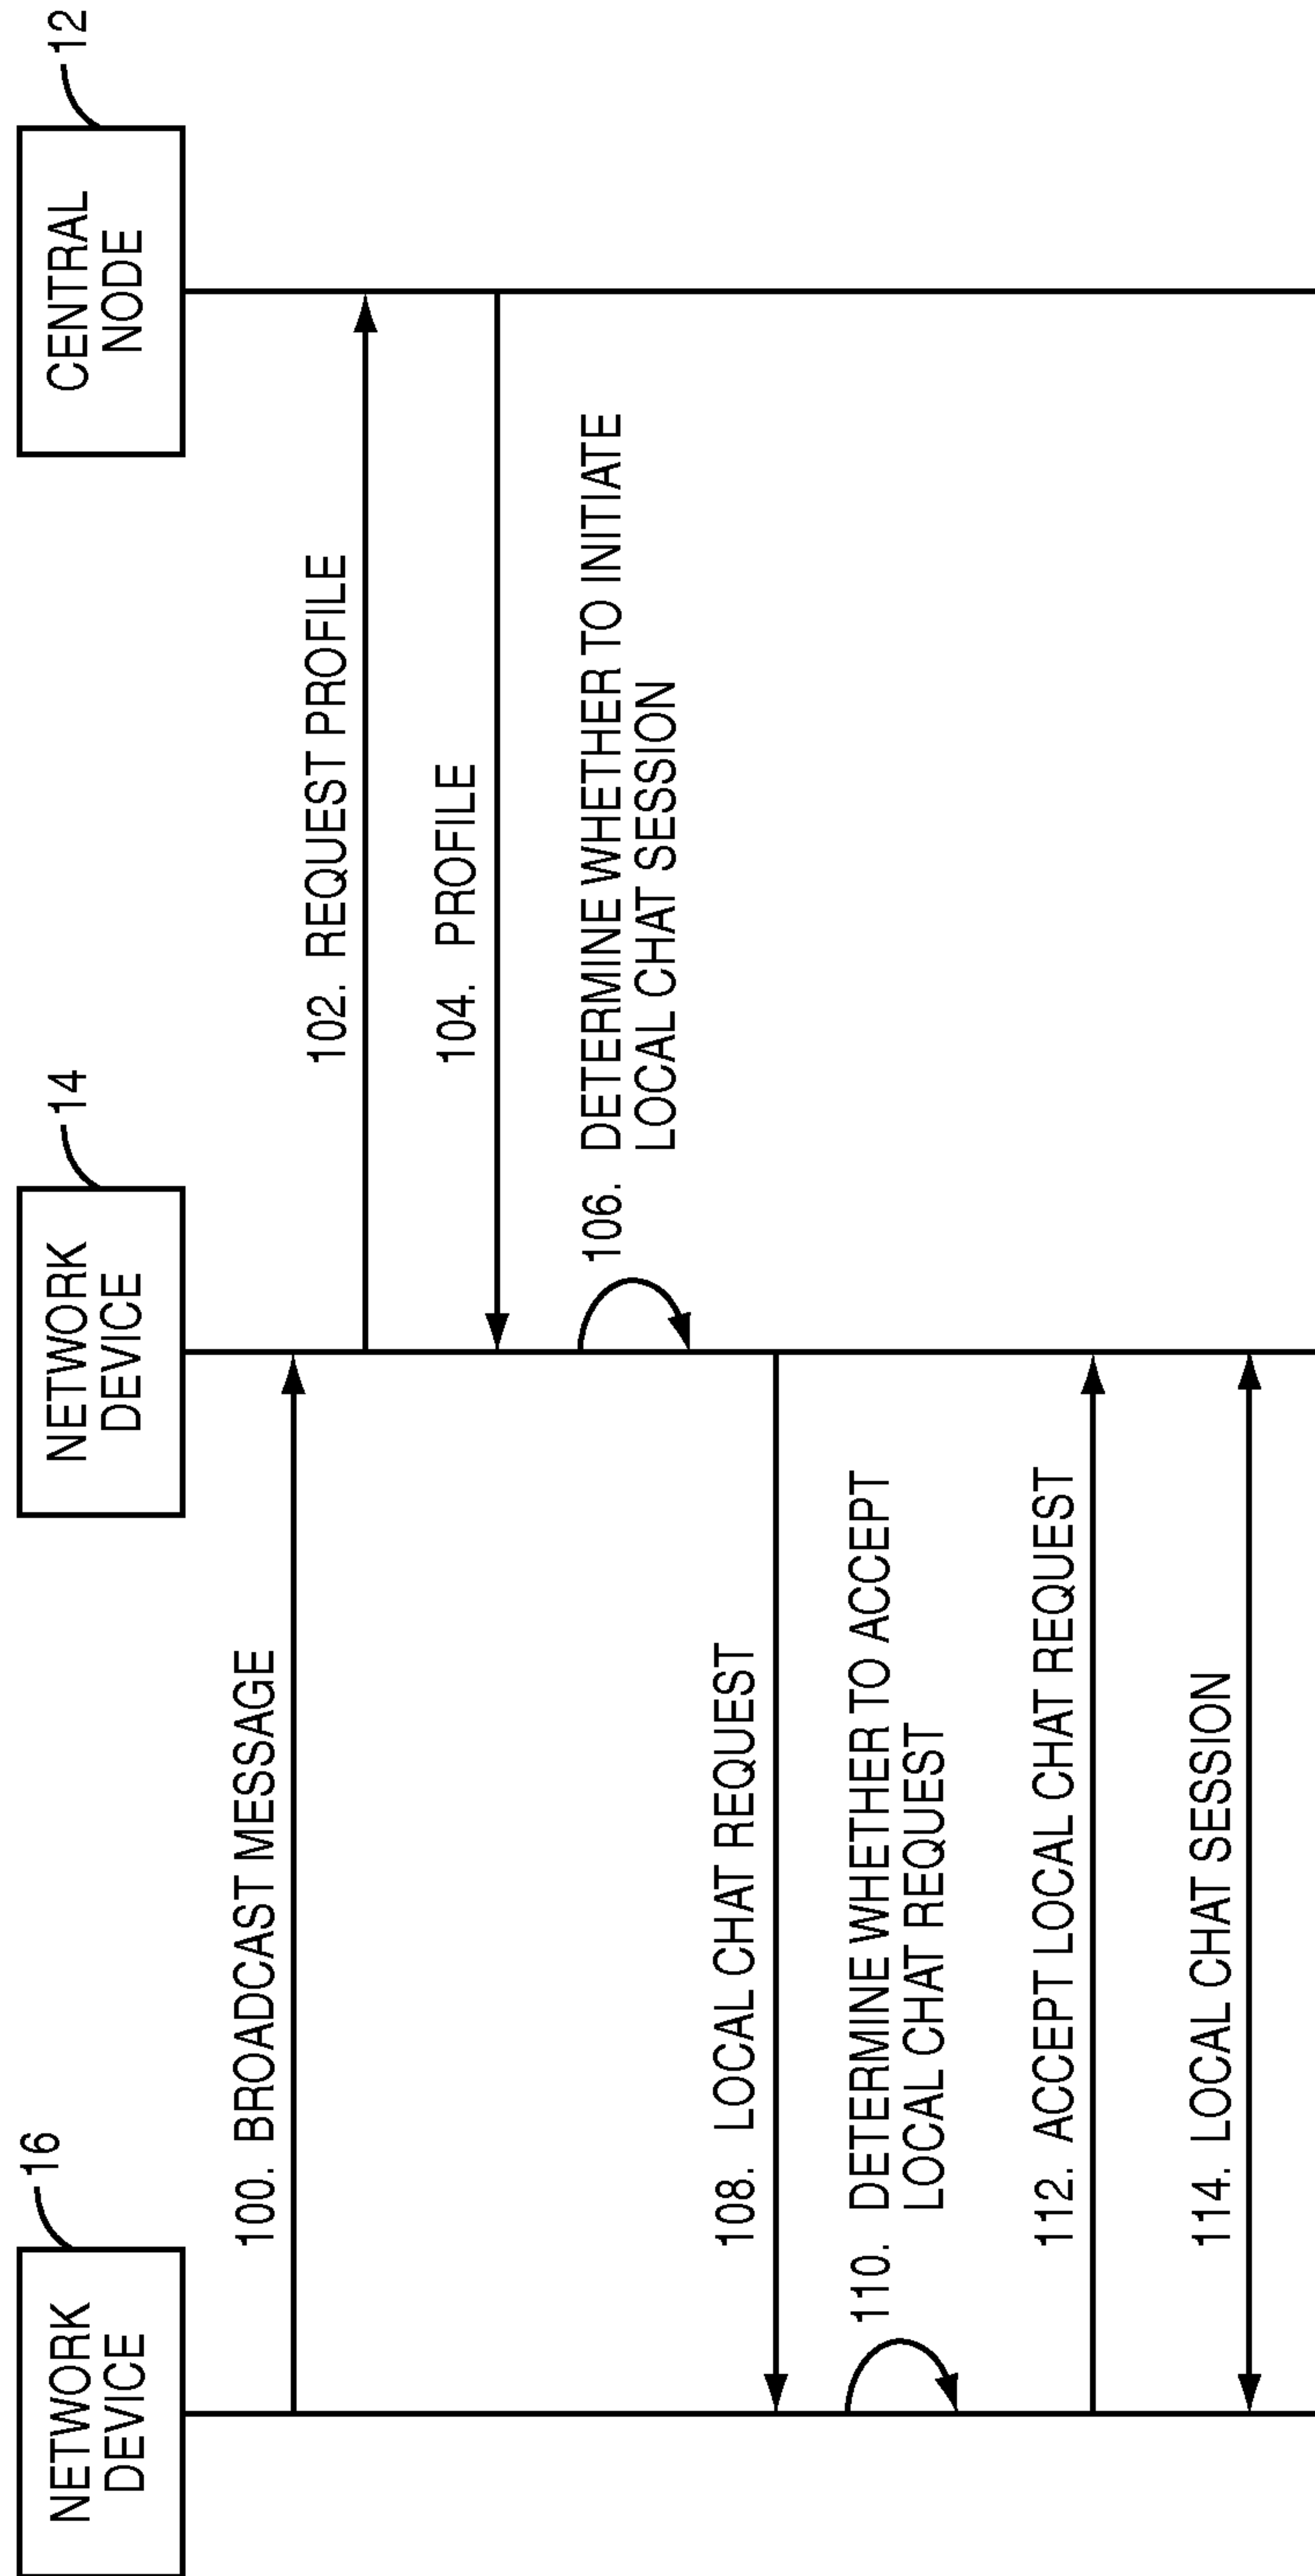 NETWORK
DEVICE
16
NETWORK
DEVICE
14
CENTRAL
NODE
12
100. BROADCAST MESSAGE
102. REQUEST PROFILE
104. PROFILE
106. DETERMINE WHETHER TO INITIATE
LOCAL CHAT SESSION
108. LOCAL CHAT REQUEST
110. DETERMINE WHETHER TO ACCEPT
LOCAL CHAT REQUEST
112. ACCEPT LOCAL CHAT REQUEST
114. LOCAL CHAT SESSION